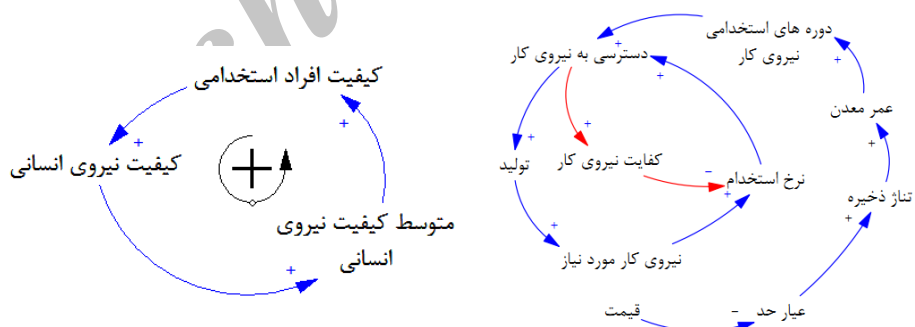 دوره های استخدامی
نیروی کار
دسترسی به نیروی کار
+
+
+
+
+
عمر معدن
+
تولید
کفایت نیروی کار
-
نرخ استخدام
+
تناژ ذخیره
+
+
نیروی کار مورد نیاز
قیمت
-
عیار حد
کیفیت افراد استخدامی
+
+
کیفیت نیروی انسانی
+
متوسط کیفیت نیروی
انسانی
+